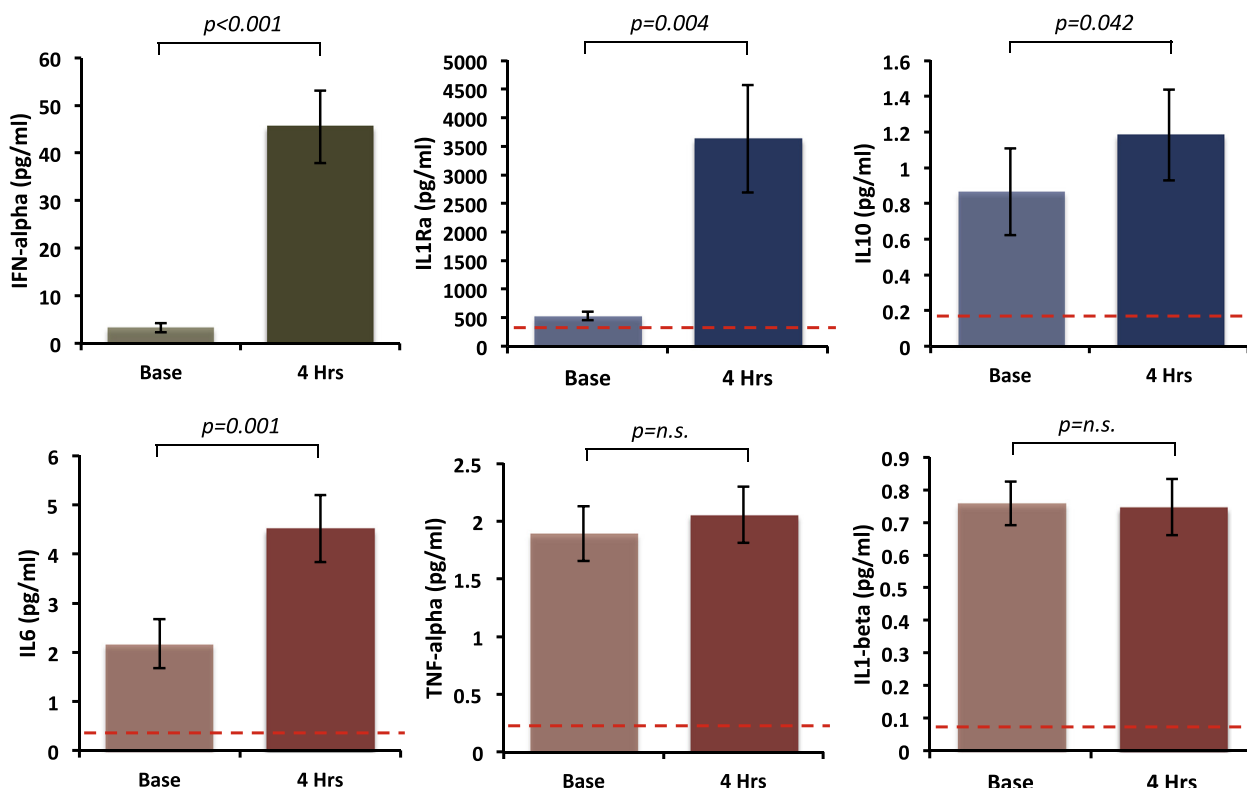 p<0.001
IFN-alpha (pg/ml)
60
50
40
30
20
10
0
Base 4 Hrs
p=0.004
IL1Ra (pg/ml)
5000
4500
4000
3500
3000
2500
2000
1500
1000
500
0
Base 4 Hrs
p=0.042
IL10 (pg/ml)
1.6
1.4
1.2
1
0.8
0.6
0.4
0.2
0
Base 4 Hrs
p=0.001
IL6 (pg/ml)
6
5
4
3
2
1
0
Base 4 Hrs
p=n.s.
TNF-alpha (pg/ml)
2.5
2
1.5
1
0.5
0
Base 4 Hrs
p=n.s.
IL1-beta (pg/ml)
0.9
0.8
0.7
0.6
0.5
0.4
0.3
0.2
0.1
0
Base 4 Hrs